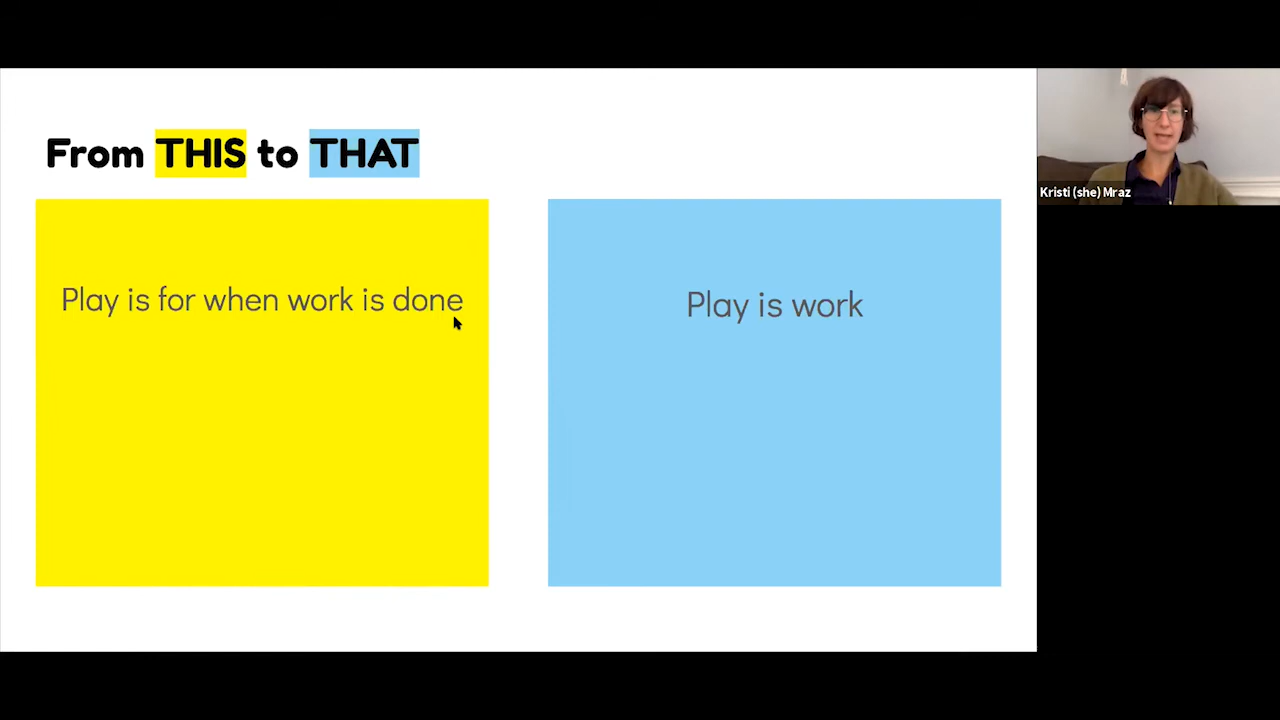 From THIS to THAT
Play is for when work is done
Play is work
Kristi (she) Mraz